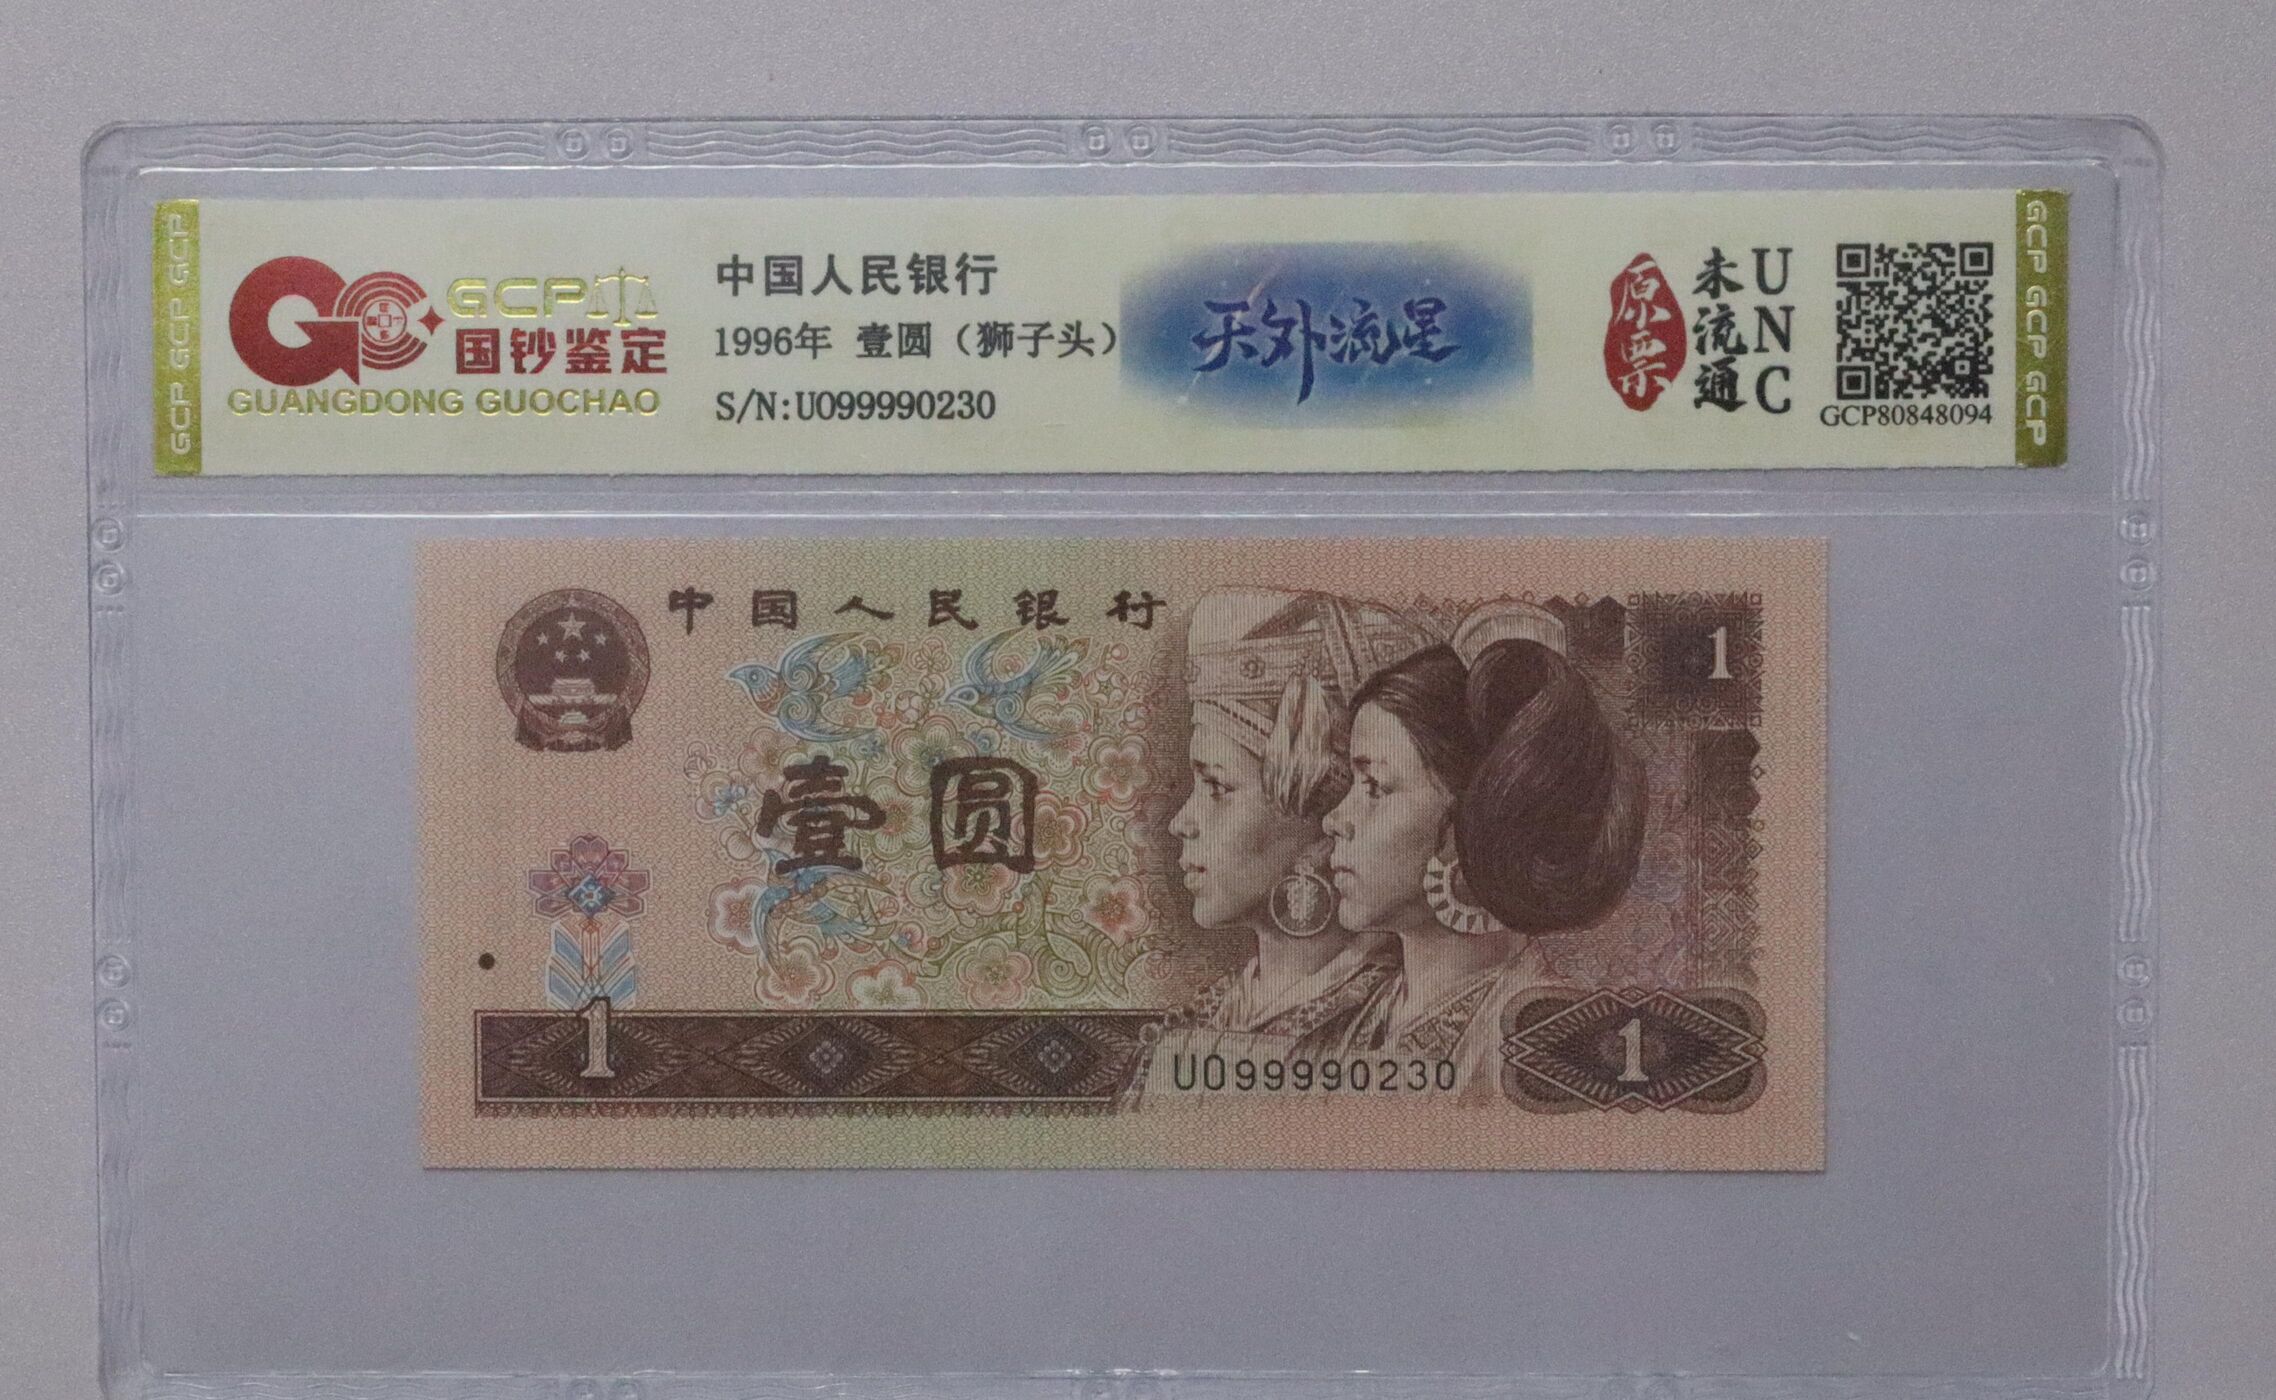 GCP GCP GCP
GCP
国钞鉴定
GUANGDONG GUOCHAO
中国人民银行
1996年 壹圆（狮子头）
S/N:U099990230
天外流星
原票
未流通
UNC
GCP80848094
GCP GCP GCP
中国人民银行
壹圆
1
1
1
U099990230